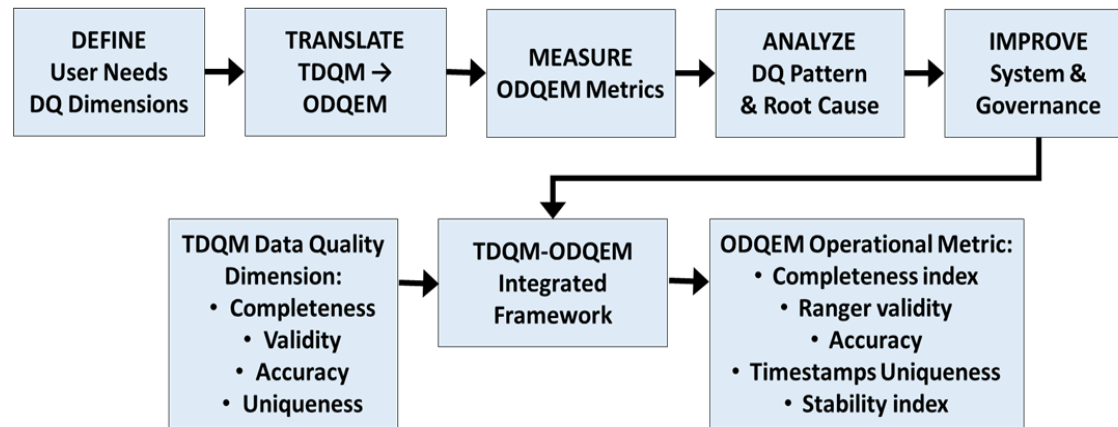 DEFINE
User Needs
DQ Dimensions
TRANSLATE
TDQM →
ODQEM
MEASURE
ODQEM Metrics
ANALYZE
DQ Pattern
& Root Cause
IMPROVE
System &
Governance
TDQM Data Quality
Dimension:
• Completeness
• Validity
• Accuracy
• Uniqueness
TDQM-ODQEM
Integrated
Framework
ODQEM Operational Metric:
• Completeness index
• Ranger validity
• Accuracy
• Timestamps Uniqueness
• Stability index